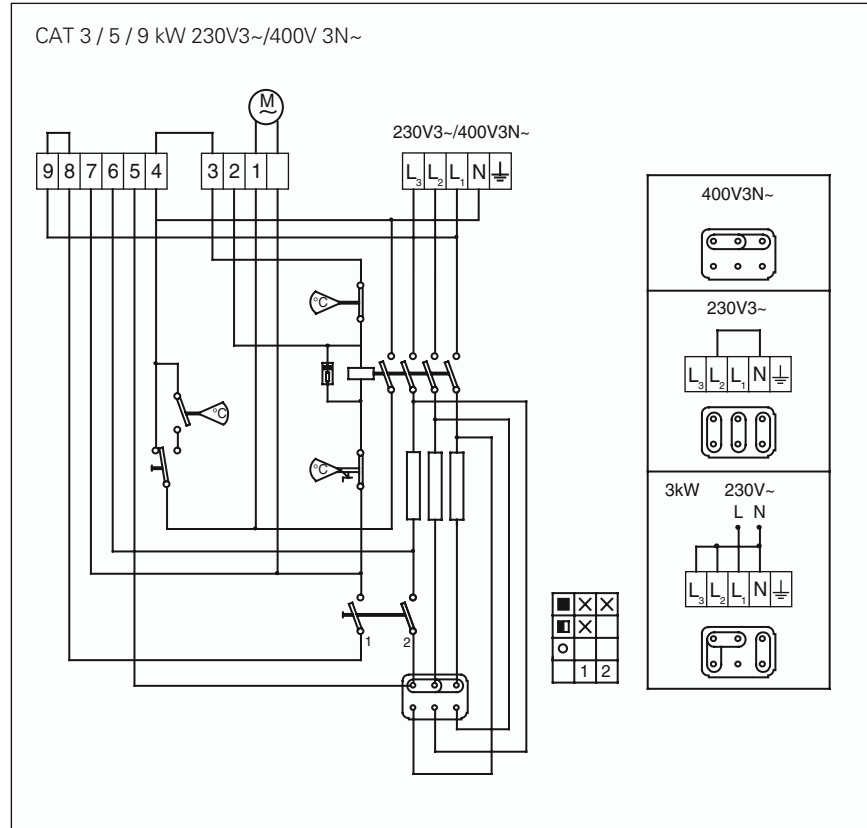 CAT 3 / 5 / 9 kW 230V3~/400V 3N~
M
~
230V3~/400V3N~
9 8 7 6 5 4 3 2 1 L₃ L₂ L₁ N
°C
°C
°C
1 2
1 2
400V3N~
230V3~
L₃ L₂ L₁ N
3kW 230V~
L N
L₃ L₂ L₁ N